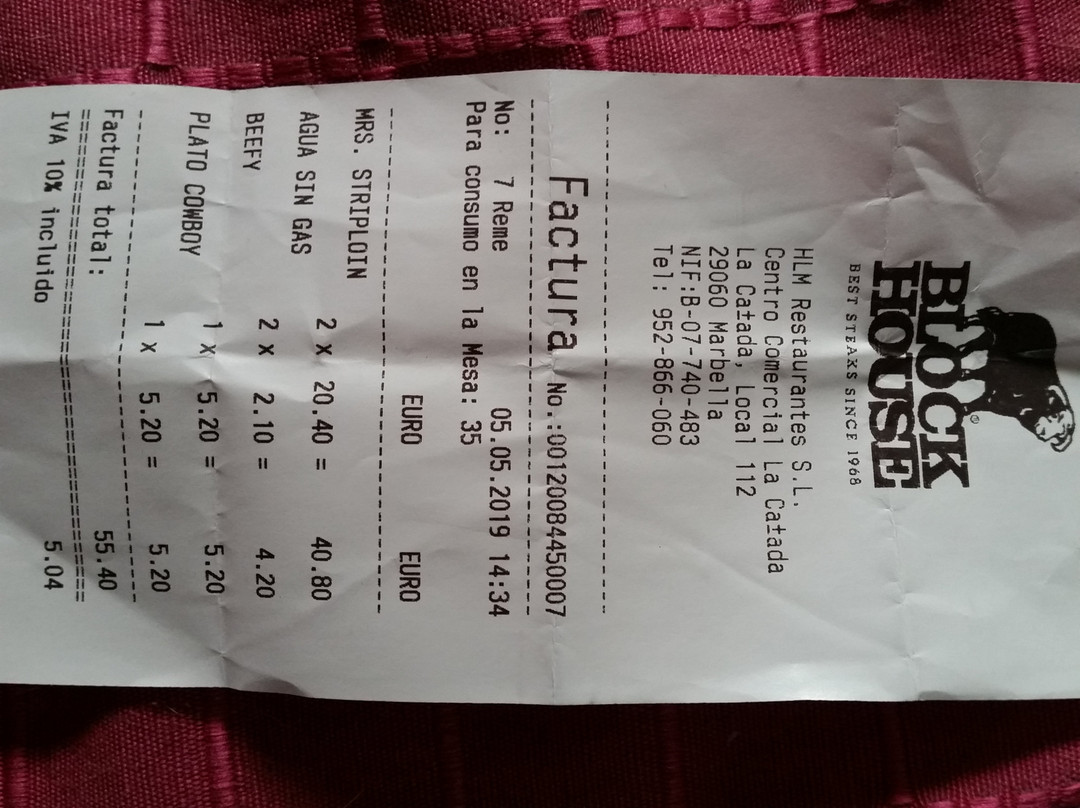 BLOCK
HOUSE®
BEST STEAKS SINCE 1968
HLM Restaurantes S.L.
Centro Comercial La Ca±ada
La Ca±ada, Local 112
29060 Marbella
NIF:B-07-740-483
Tel: 952-866-060
Factura No.:00120084450007
No: 7 Reme 05.05.2019 14:34
Para consumo en la Mesa: 35
EURO EURO
MRS. STRIPLOIN 2 x 20.40 = 40.80
AGUA SIN GAS 2 x 2.10 = 4.20
BEEFY 1 x 5.20 = 5.20
PLATO COWBOY 1 x 5.20 = 5.20
Factura total: 55.40
IVA 10% incluido 5.04